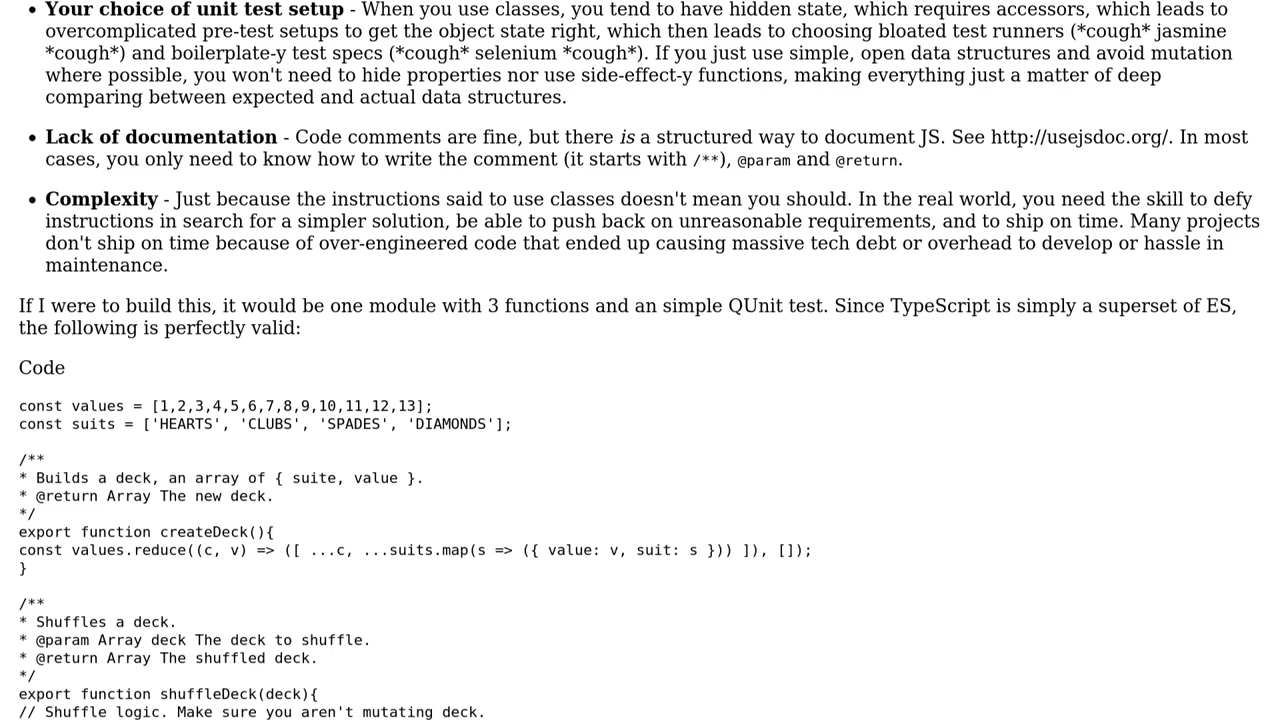 • Your choice of unit test setup - When you use classes, you tend to have hidden state, which requires accessors, which leads to
overcomplicated pre-test setups to get the object state right, which then leads to choosing bloated test runners (*cough* jasmine
*cough*) and boilerplate-y test specs (*cough* selenium *cough*). If you just use simple, open data structures and avoid mutation
where possible, you won't need to hide properties nor use side-effect-y functions, making everything just a matter of deep
comparing between expected and actual data structures.
• Lack of documentation - Code comments are fine, but there is a structured way to document JS. See http://usejsdoc.org/. In most
cases, you only need to know how to write the comment (it starts with /**), @param and @return.
• Complexity - Just because the instructions said to use classes doesn't mean you should. In the real world, you need the skill to defy
instructions in search for a simpler solution, be able to push back on unreasonable requirements, and to ship on time. Many projects
don't ship on time because of over-engineered code that ended up causing massive tech debt or overhead to develop or hassle in
maintenance.
If I were to build this, it would be one module with 3 functions and an simple QUnit test. Since TypeScript is simply a superset of ES,
the following is perfectly valid:
Code
const values = [1,2,3,4,5,6,7,8,9,10,11,12,13];
const suits = ['HEARTS', 'CLUBS', 'SPADES', 'DIAMONDS'];
/**
* Builds a deck, an array of { suite, value }.
* @return Array The new deck.
*/
export function createDeck(){
const values.reduce((c, v) => ([ ...c, ...suits.map(s => ({ value: v, suit: s })) ]), []);
}
/**
* Shuffles a deck.
* @param Array deck The deck to shuffle.
* @return Array The shuffled deck.
*/
export function shuffleDeck(deck){
// Shuffle logic. Make sure you aren't mutating deck.